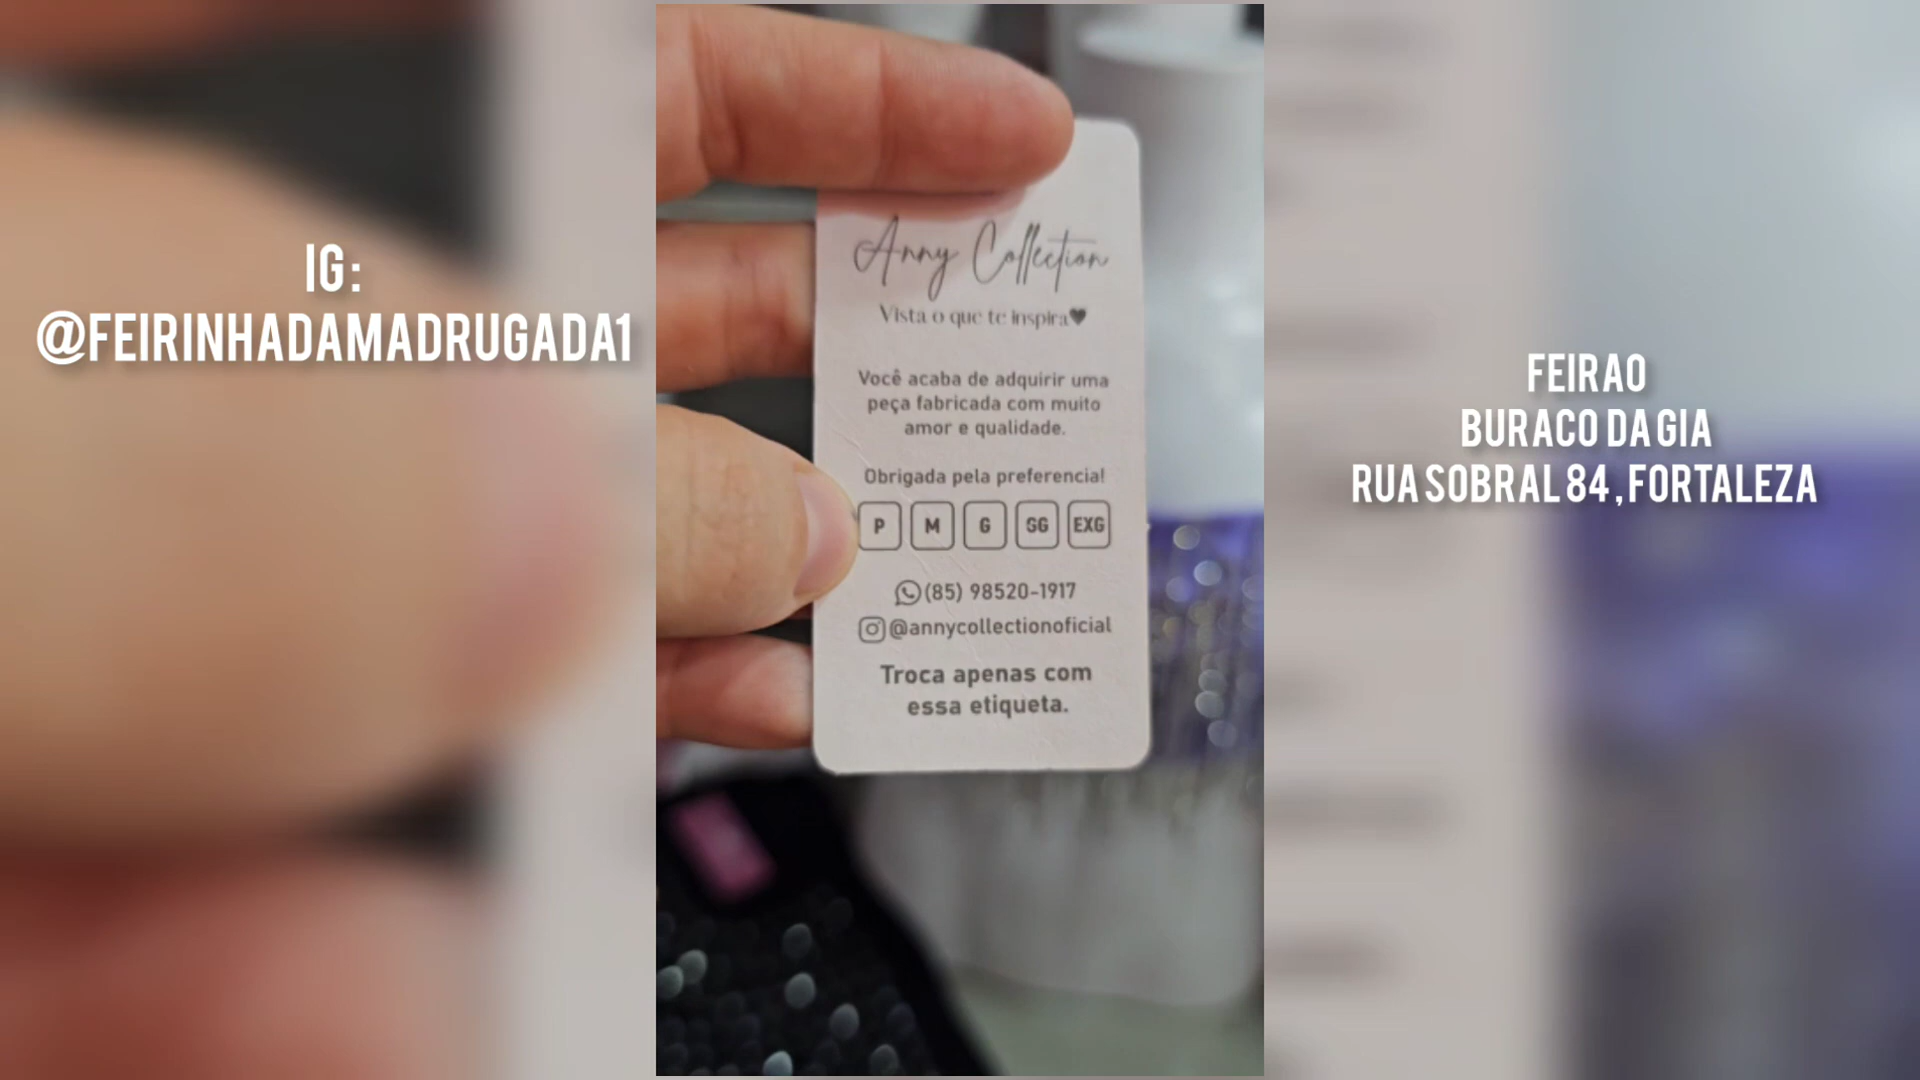 IG:
@FEIRINHADAMADRUGADA1
Anny Collection
Vista o que te inspira♥
Você acaba de adquirir uma
peça fabricada com muito
amor e qualidade.
Obrigada pela preferencia!
P M G GG EXG
(85) 98520-1917
@annycollectionoficial
Troca apenas com
essa etiqueta.
FEIRAO
BURACO DA GIA
RUA SOBRAL 84, FORTALEZA